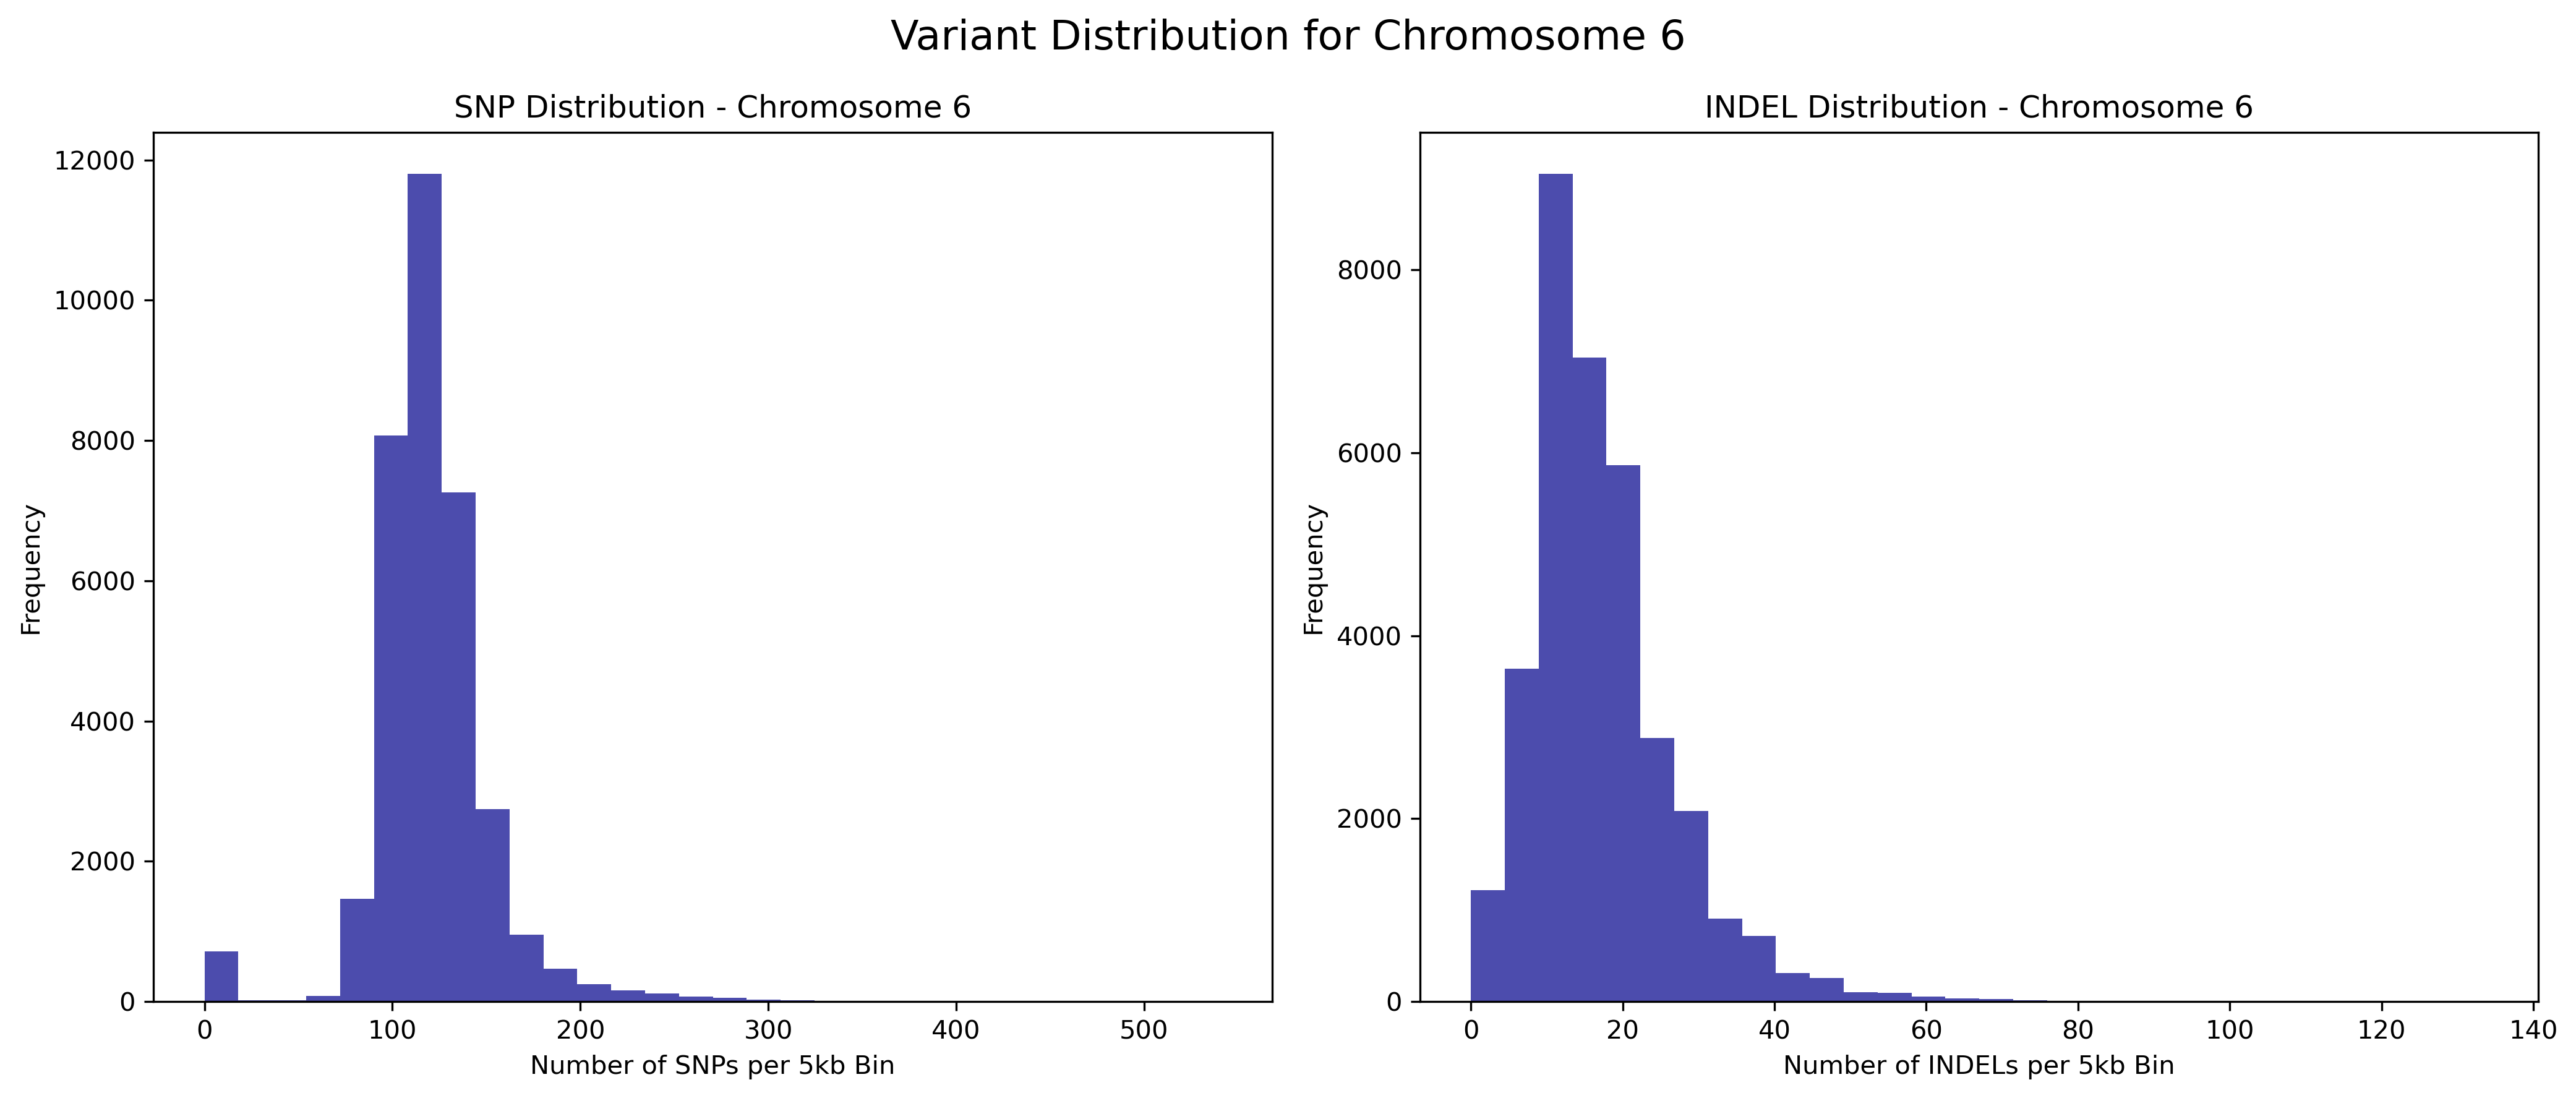 Variant Distribution for Chromosome 6
SNP Distribution - Chromosome 6
12000
10000
8000
6000
4000
2000
0
Frequency
0 100 200 300 400 500
Number of SNPs per 5kb Bin
INDEL Distribution - Chromosome 6
8000
6000
4000
2000
0
Frequency
0 20 40 60 80 100 120 140
Number of INDELs per 5kb Bin